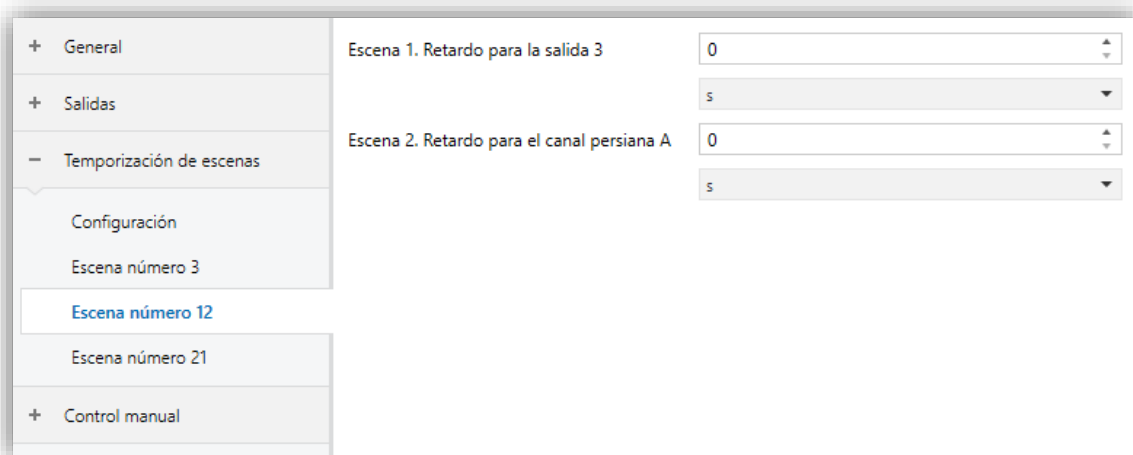 + General
+ Salidas
− Temporización de escenas
Configuración
Escena número 3
Escena número 12
Escena número 21
+ Control manual
Escena 1. Retardo para la salida 3
0
s
Escena 2. Retardo para el canal persiana A
0
s